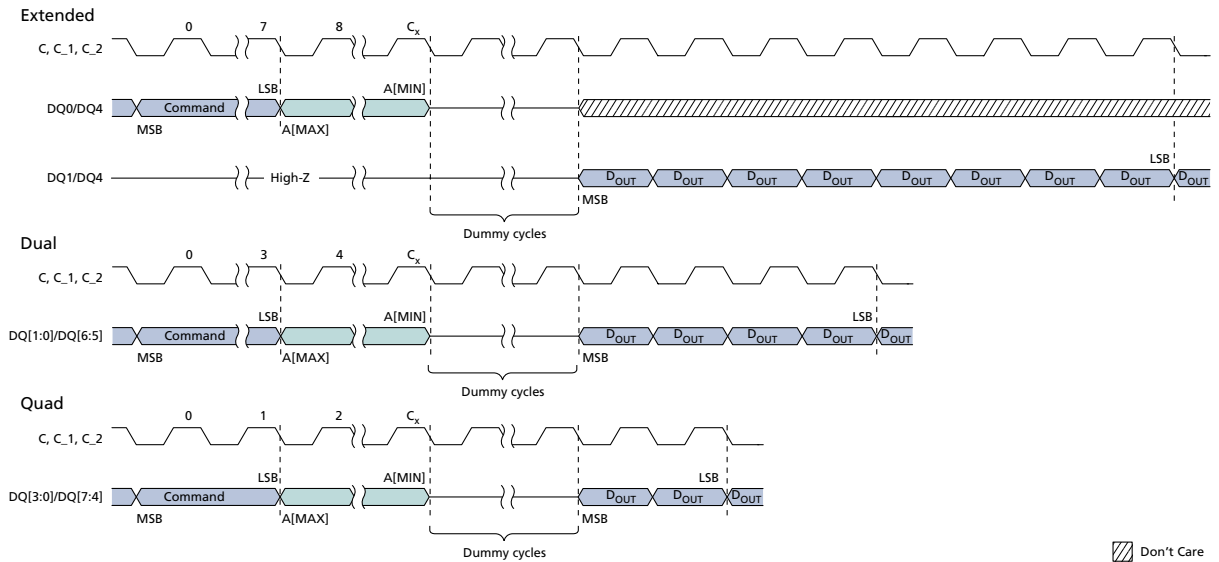 Extended
0 7 8 Cx
C, C_1, C_2
LSB A[MIN]
DQ0/DQ4 Command
MSB A[MAX]
LSB
DQ1/DQ4 High-Z DOUT DOUT DOUT DOUT DOUT DOUT DOUT DOUT DOUT
MSB
Dummy cycles
Dual
0 3 4 Cx
C, C_1, C_2
LSB A[MIN] LSB
DQ[1:0]/DQ[6:5] Command DOUT DOUT DOUT DOUT DOUT
MSB A[MAX] MSB
Dummy cycles
Quad
0 1 2 Cx
C, C_1, C_2
LSB A[MIN] LSB
DQ[3:0]/DQ[7:4] Command DOUT DOUT DOUT
MSB A[MAX] MSB
Dummy cycles
Don't Care